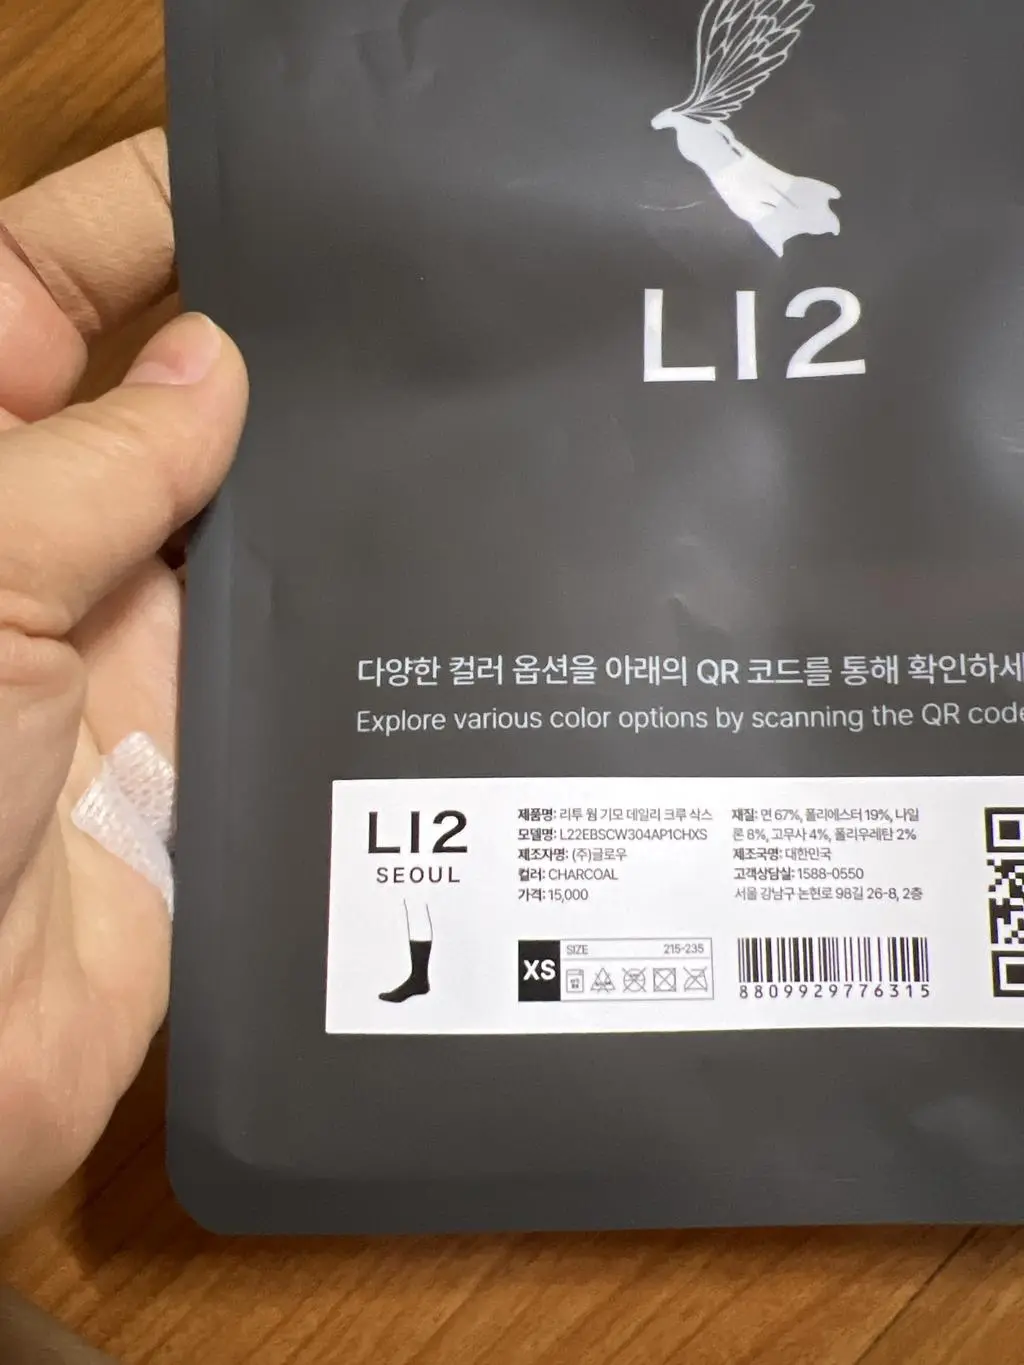 LI2
다양한 컬러 옵션을 아래의 QR 코드를 통해 확인하세
Explore various color options by scanning the QR code
LI2
SEOUL
제품명: 리투 웜 기모 데일리 크루 삭스
모델명: L22EBSCW304AP1CHXS
제조자명: (주)글로우
컬러: CHARCOAL
가격: 15,000
재질: 면 67%, 폴리에스터 19%, 나일
론 8%, 고무사 4%, 폴리우레탄 2%
제조국명: 대한민국
고객상담실: 1588-0550
서울 강남구 논현로 98길 26-8, 2층
XS
SIZE 215-235
8809929776315